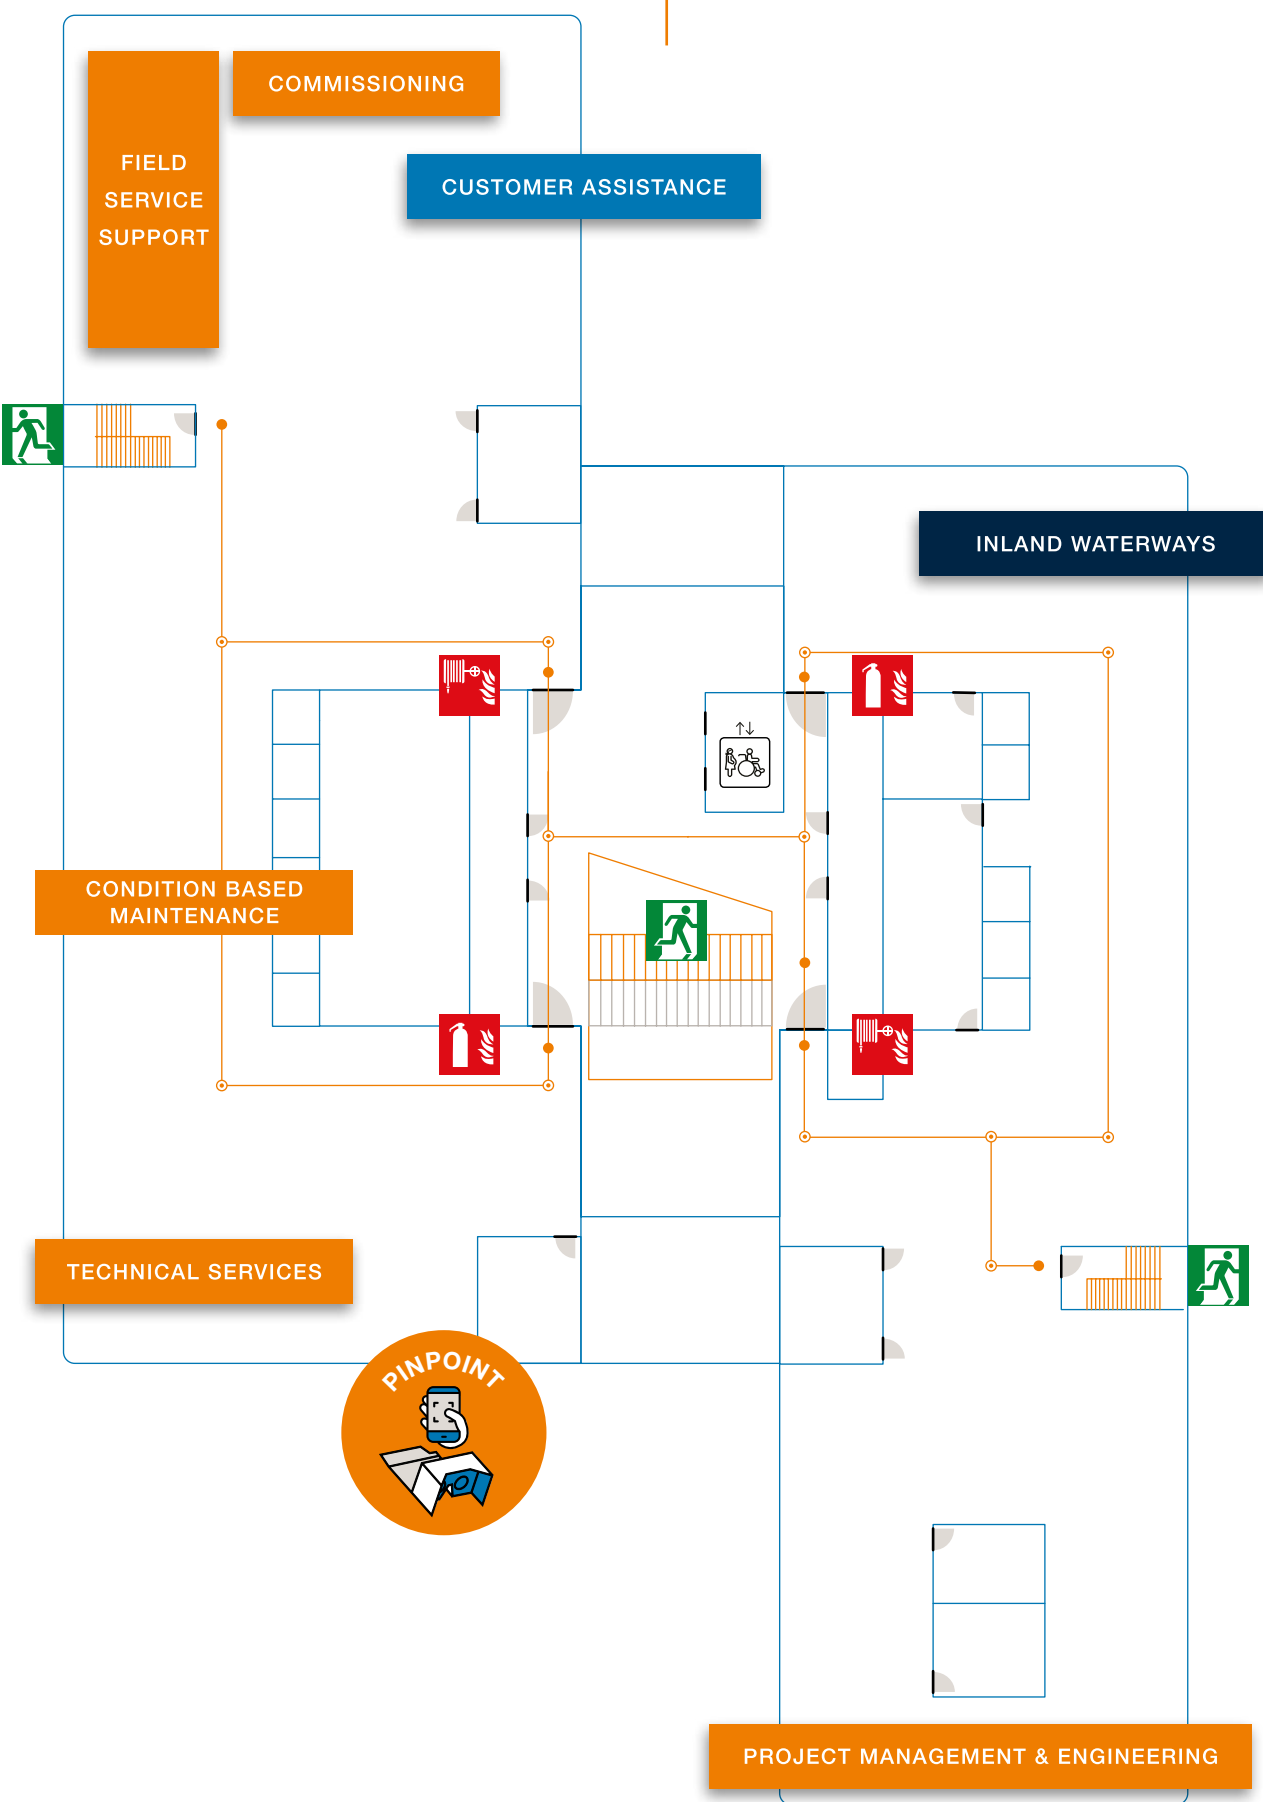 COMMISSIONING
FIELD
SERVICE
SUPPORT
CUSTOMER ASSISTANCE
INLAND WATERWAYS
CONDITION BASED
MAINTENANCE
TECHNICAL SERVICES
PINPOINT
PROJECT MANAGEMENT & ENGINEERING